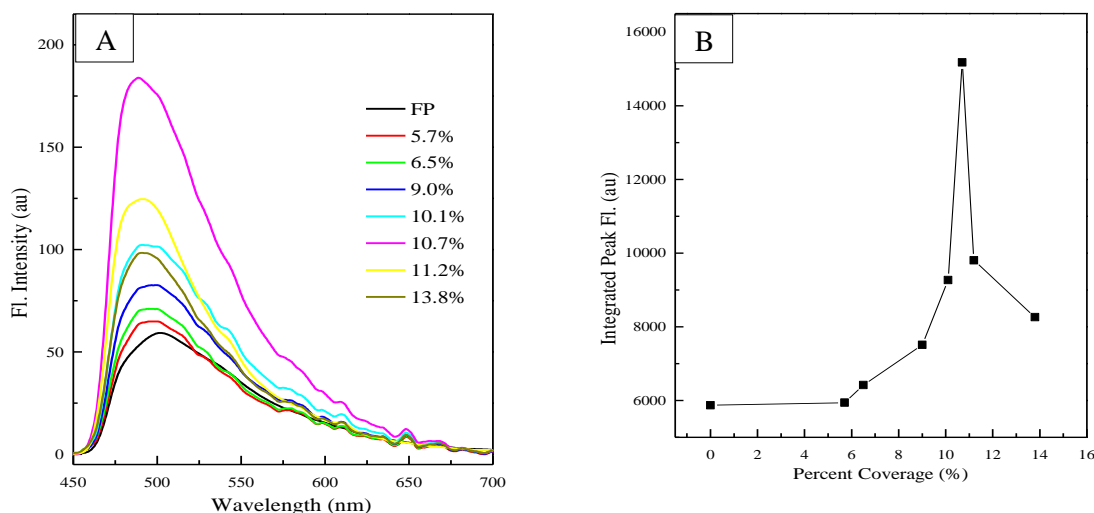 A
Fl. Intensity (au)
200
150
100
50
0
450 500 550 600 650 700
Wavelength (nm)
FP
5.7%
6.5%
9.0%
10.1%
10.7%
11.2%
13.8%
B
Integrated Peak Fl. (au)
16000
14000
12000
10000
8000
6000
0 2 4 6 8 10 12 14 16
Percent Coverage (%)